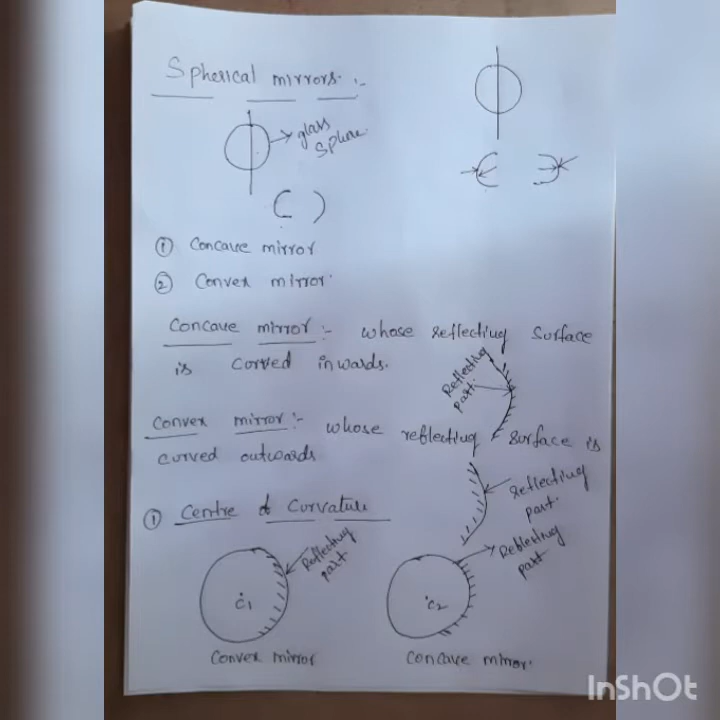 Spherical mirrors :-
glass
sphere
① Concave mirror
② Convex mirror
Concave mirror :- whose reflecting surface
is corved inwards.
Reflecting
part.
Convex mirror :- whose reflecting surface is
curved outwards
reflecting
part.
① Centre of Curvature
Reflecting
part
Reflecting
part
C1
C2
Convex mirror
Concave mirror.
InShOt